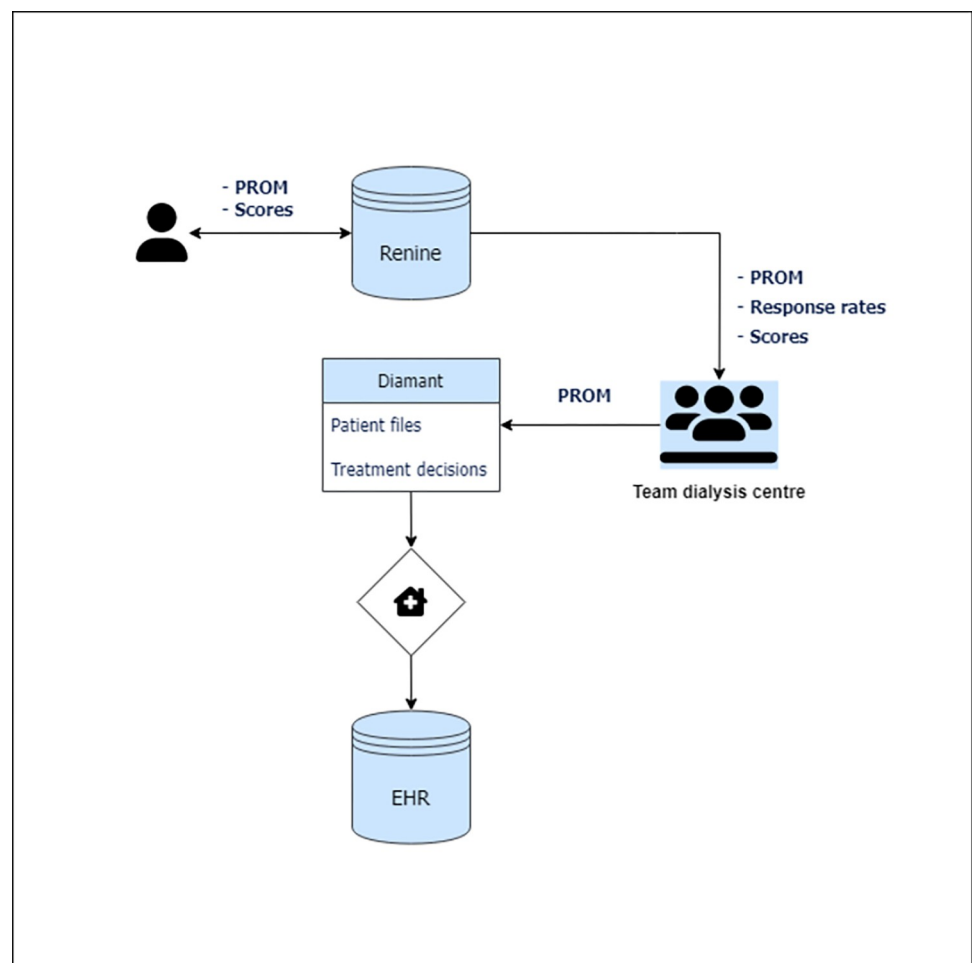 - PROM
- Scores
Renine
- PROM
- Response rates
- Scores
Diamant
Patient files
Treatment decisions
PROM
Team dialysis centre
EHR